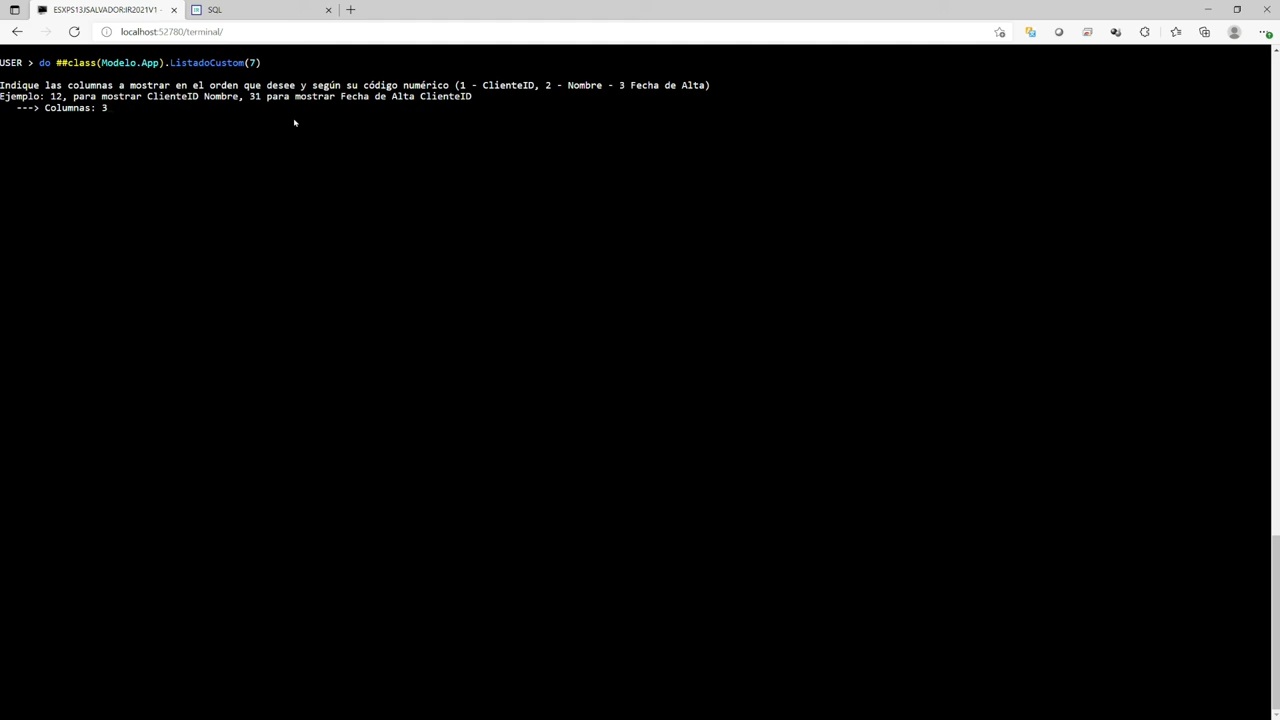 ESXPS13JSALVADOR:IR2021V1 -
SQL
localhost:52780/terminal/
USER > do ##class(Modelo.App).ListadoCustom(7)
Indique las columnas a mostrar en el orden que desee y según su código numérico (1 - ClienteID, 2 - Nombre - 3 Fecha de Alta)
Ejemplo: 12, para mostrar ClienteID Nombre, 31 para mostrar Fecha de Alta ClienteID
---> Columnas: 3